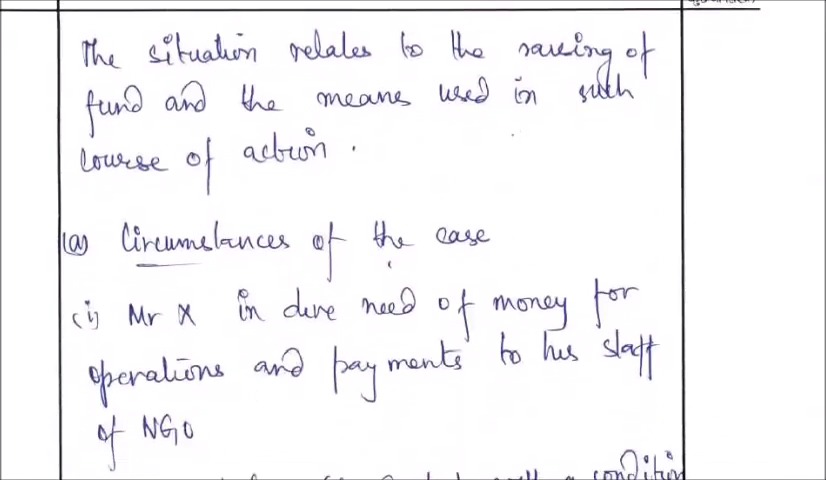 The situation relates to the raising of
fund and the means used in such
course of action.
(a) Circumstances of the case
(i) Mr X in dire need of money for
operations and payments to his staff
of NGO
condition